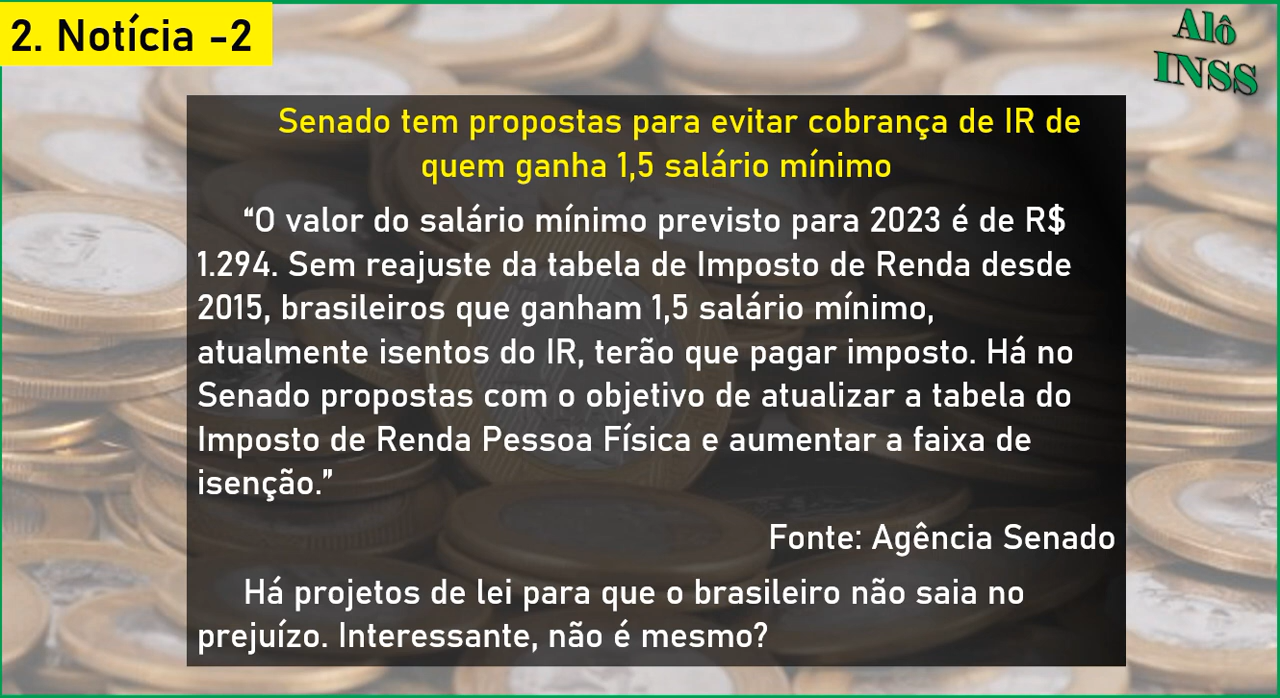 2. Notícia -2
Alô
INSS
Senado tem propostas para evitar cobrança de IR de
quem ganha 1,5 salário mínimo
“O valor do salário mínimo previsto para 2023 é de R$
1.294. Sem reajuste da tabela de Imposto de Renda desde
2015, brasileiros que ganham 1,5 salário mínimo,
atualmente isentos do IR, terão que pagar imposto. Há no
Senado propostas com o objetivo de atualizar a tabela do
Imposto de Renda Pessoa Física e aumentar a faixa de
isenção.”
Fonte: Agência Senado
Há projetos de lei para que o brasileiro não saia no
prejuízo. Interessante, não é mesmo?